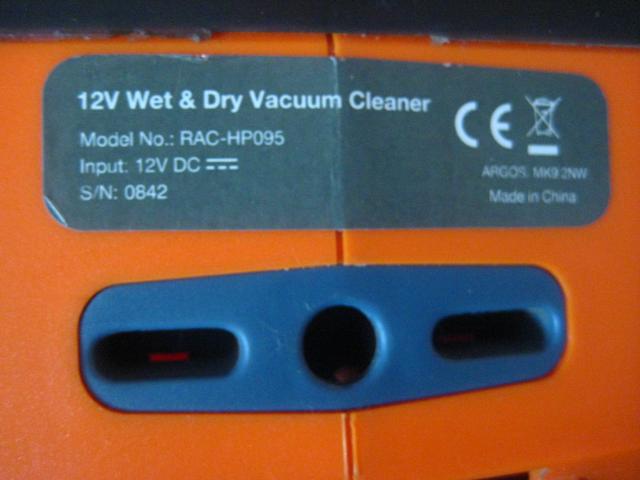 12V Wet & Dry Vacuum Cleaner
Model No.: RAC-HP095
Input: 12V DC
S/N: 0842
CE
ARGOS. MK9 2NW
Made in China